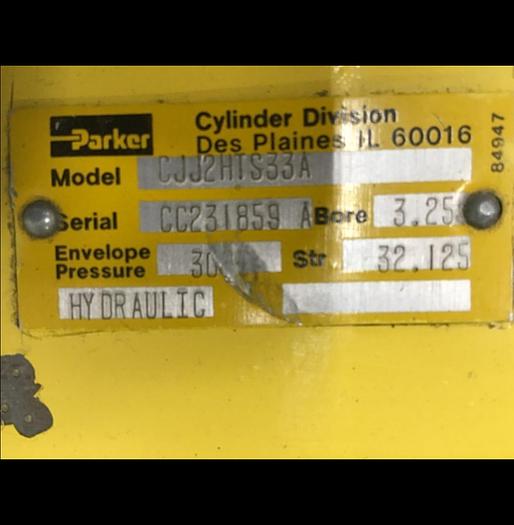 Parker
Cylinder Division
Des Plaines IL 60016
84947
Model CJJ2HTS33A
Serial CC231859 A Bore 3.25
Envelope Pressure Str. 32.125
HYDRAULIC